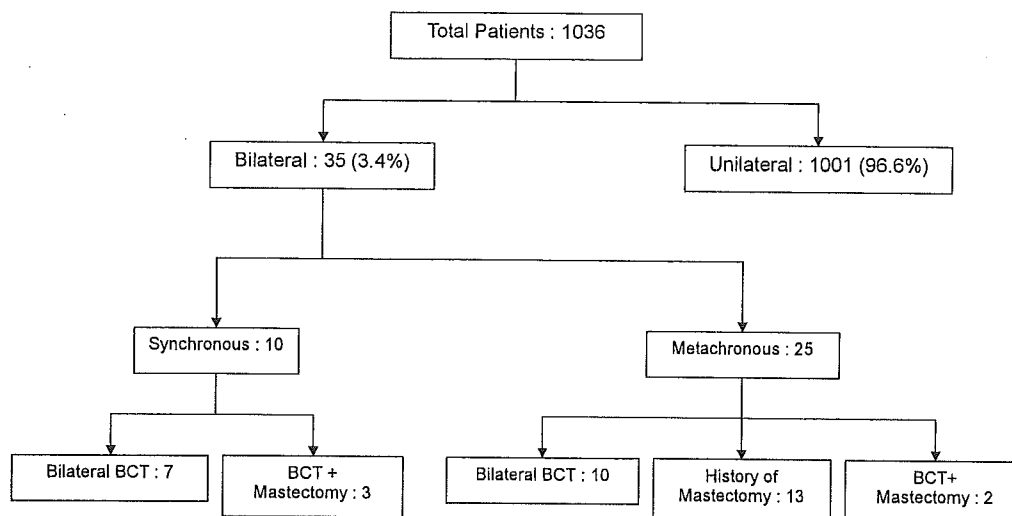 Total Patients : 1036
Bilateral : 35 (3.4%)
Unilateral : 1001 (96.6%)
Synchronous : 10
Metachronous : 25
Bilateral BCT : 7
BCT +
Mastectomy : 3
Bilateral BCT : 10
History of
Mastectomy : 13
BCT+
Mastectomy : 2